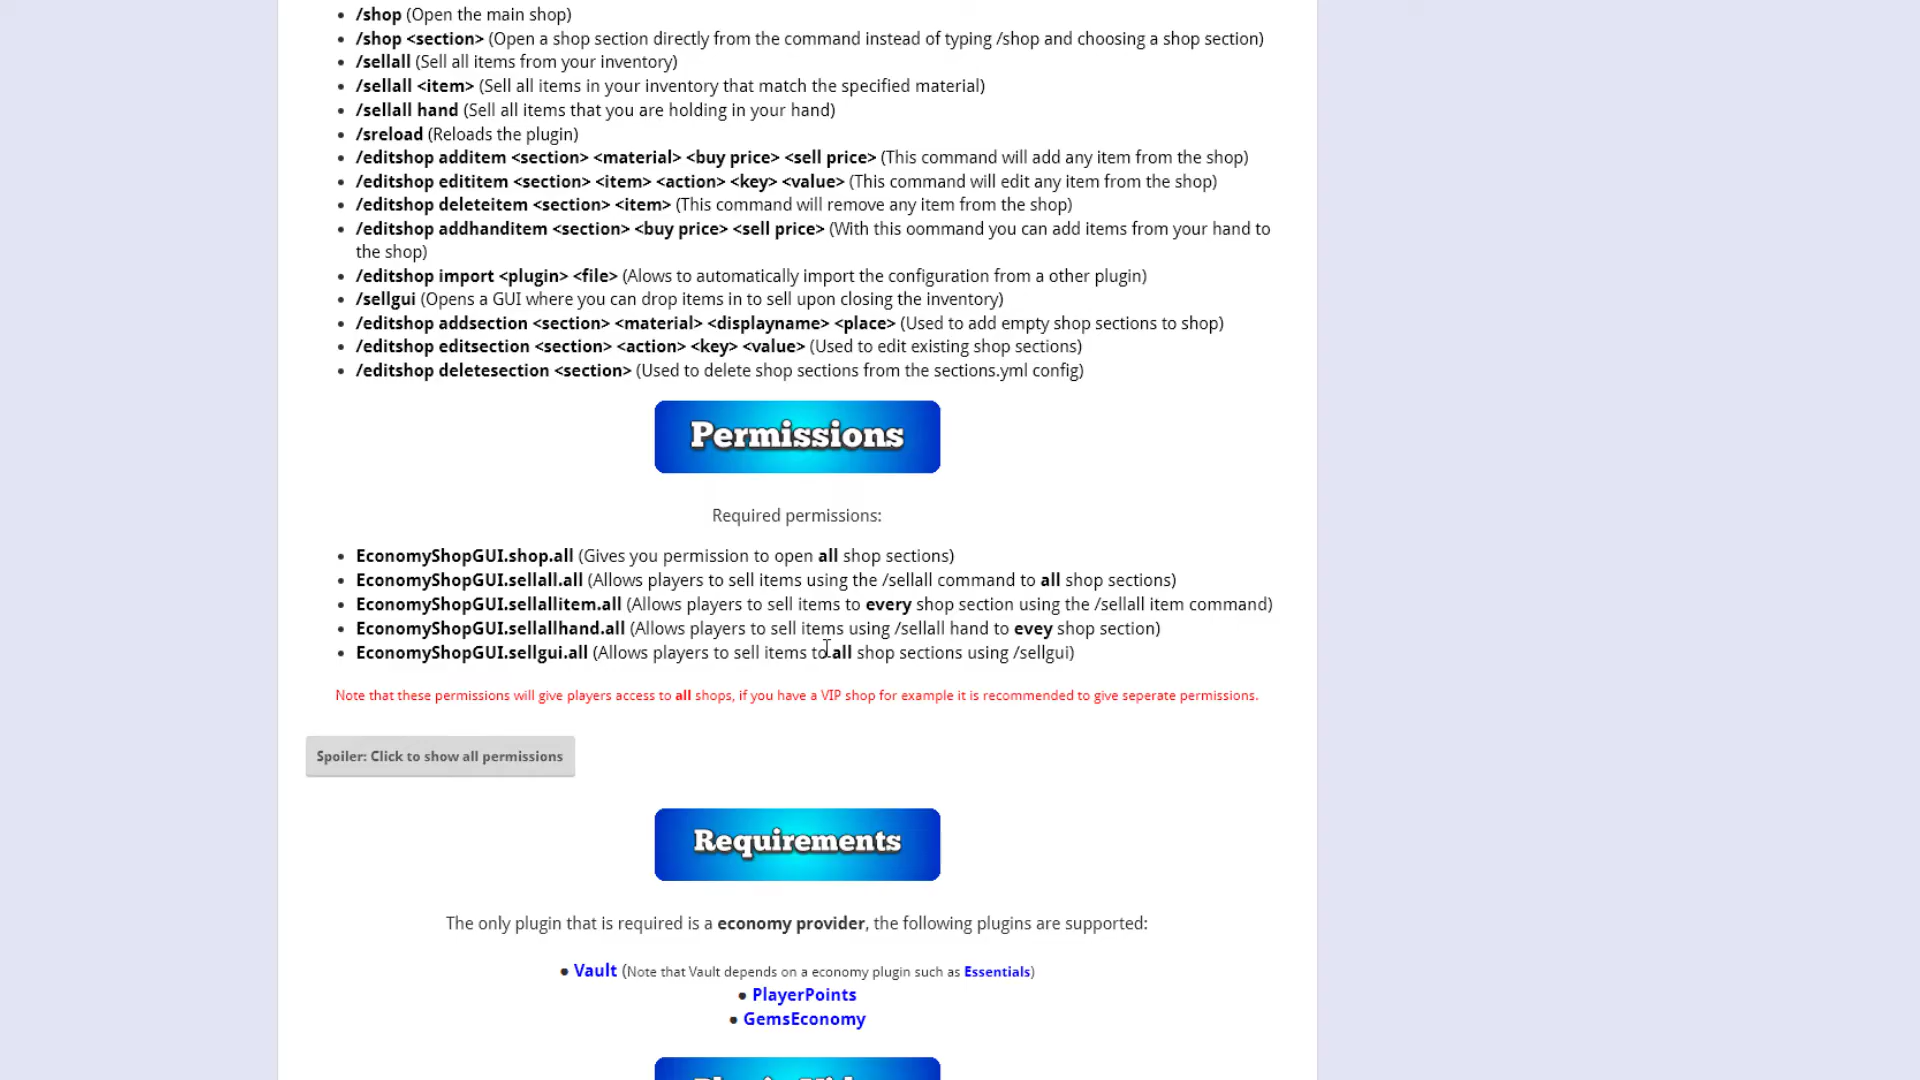 • /shop (Open the main shop)
• /shop <section> (Open a shop section directly from the command instead of typing /shop and choosing a shop section)
• /sellall (Sell all items from your inventory)
• /sellall <item> (Sell all items in your inventory that match the specified material)
• /sellall hand (Sell all items that you are holding in your hand)
• /sreload (Reloads the plugin)
• /editshop additem <section> <material> <buy price> <sell price> (This command will add any item from the shop)
• /editshop edititem <section> <item> <action> <key> <value> (This command will edit any item from the shop)
• /editshop deleteitem <section> <item> (This command will remove any item from the shop)
• /editshop addhanditem <section> <buy price> <sell price> (With this oommand you can add items from your hand to
the shop)
• /editshop import <plugin> <file> (Alows to automatically import the configuration from a other plugin)
• /sellgui (Opens a GUI where you can drop items in to sell upon closing the inventory)
• /editshop addsection <section> <material> <displayname> <place> (Used to add empty shop sections to shop)
• /editshop editsection <section> <action> <key> <value> (Used to edit existing shop sections)
• /editshop deletesection <section> (Used to delete shop sections from the sections.yml config)
Permissions
Required permissions:
• EconomyShopGUI.shop.all (Gives you permission to open all shop sections)
• EconomyShopGUI.sellall.all (Allows players to sell items using the /sellall command to all shop sections)
• EconomyShopGUI.sellallitem.all (Allows players to sell items to every shop section using the /sellall item command)
• EconomyShopGUI.sellallhand.all (Allows players to sell items using /sellall hand to evey shop section)
• EconomyShopGUI.sellgui.all (Allows players to sell items to all shop sections using /sellgui)
Note that these permissions will give players access to all shops, if you have a VIP shop for example it is recommended to give seperate permissions.
Spoiler: Click to show all permissions
Requirements
The only plugin that is required is a economy provider, the following plugins are supported:
• Vault (Note that Vault depends on a economy plugin such as Essentials)
• PlayerPoints
• GemsEconomy